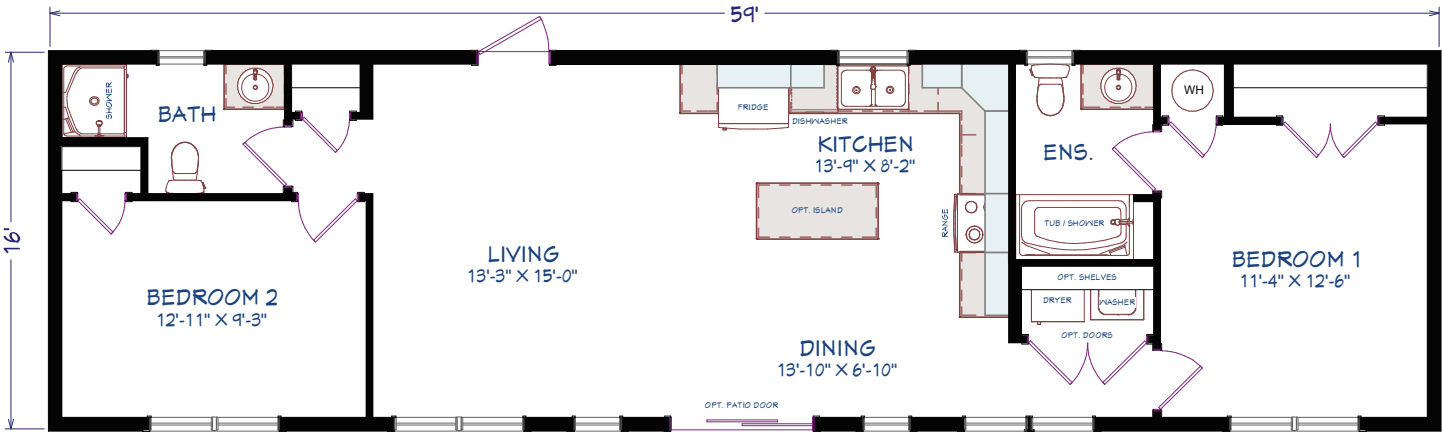 59'
16'
SHOWER
BATH
FRIDGE
DISHWASHER
KITCHEN
13'-9" X 8'-2"
OPT. ISLAND
RANGE
ENS.
WH
TUB / SHOWER
LIVING
13'-3" X 15'-0"
BEDROOM 1
11'-4" X 12'-6"
BEDROOM 2
12'-11" X 9'-3"
OPT. SHELVES
DRYER
WASHER
OPT. DOORS
DINING
13'-10" X 6'-10"
OPT. PATIO DOOR